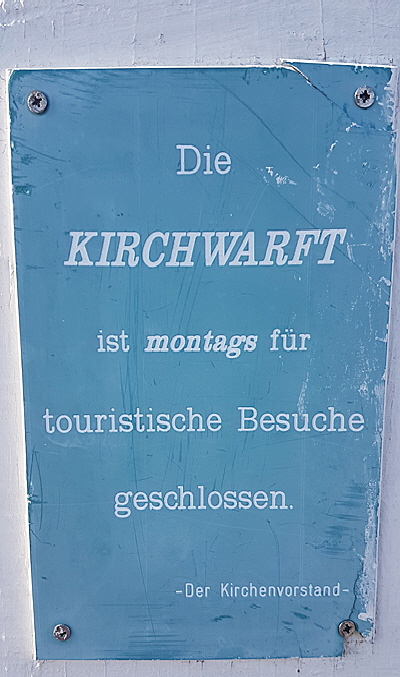 Die
KIRCHWARFT
ist montags für
touristische Besuche
geschlossen.
-Der Kirchenvorstand-